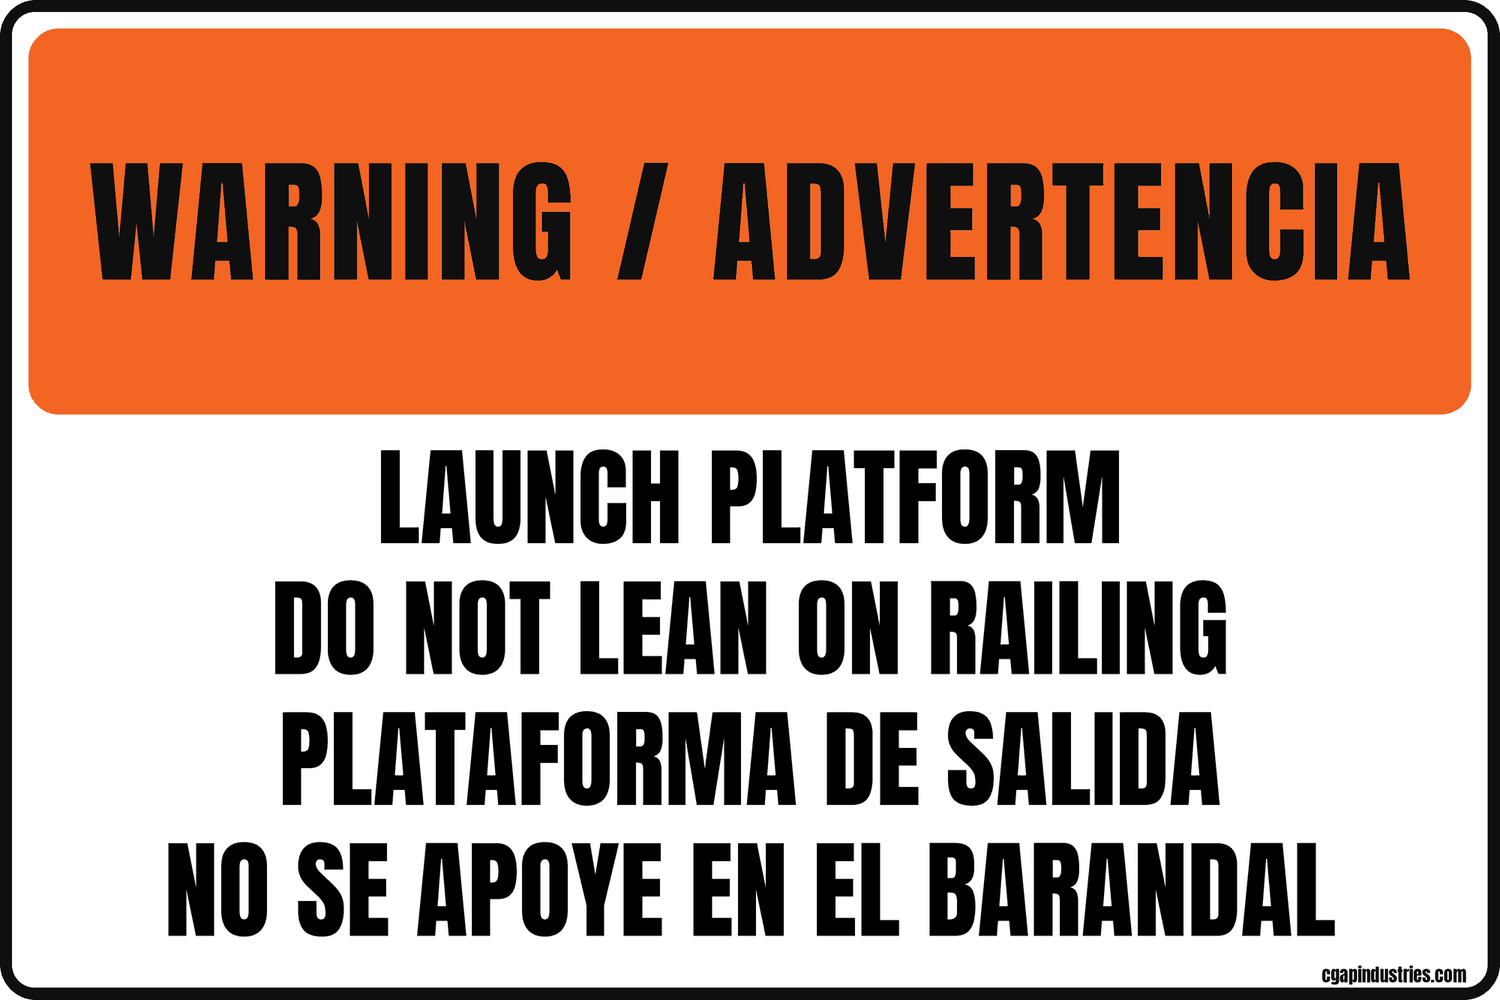 WARNING / ADVERTENCIA
LAUNCH PLATFORM
DO NOT LEAN ON RAILING
PLATAFORMA DE SALIDA
NO SE APOYE EN EL BARANDAL
cgapindustries.com